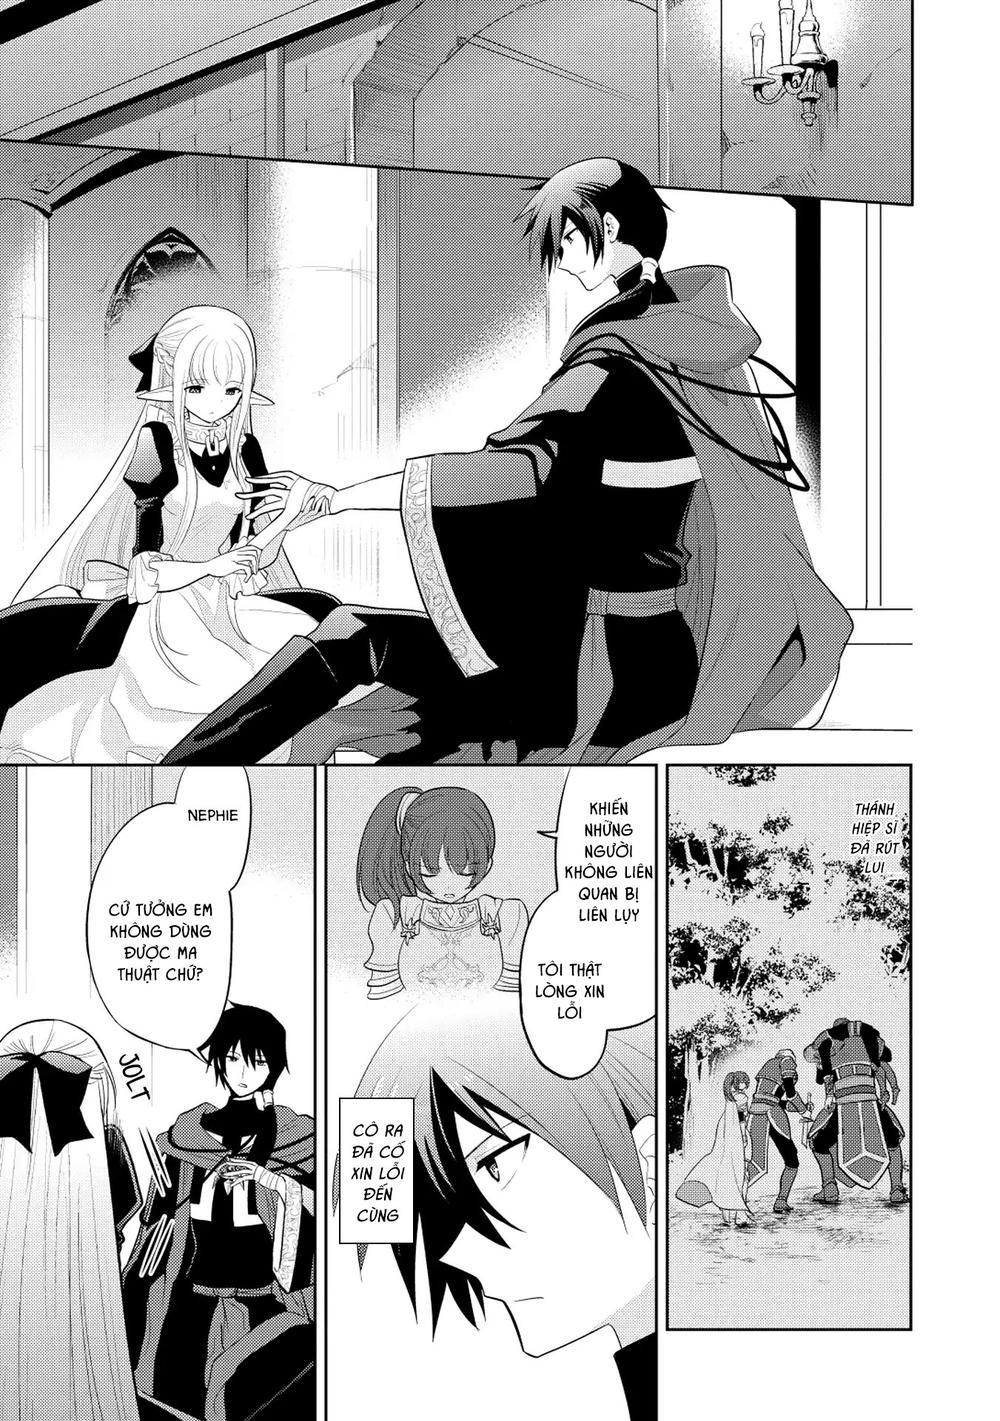 THÁNH
HIỆP SĨ
ĐÃ RÚT
LUI
KHIẾN
NHỮNG
NGƯỜI
KHÔNG LIÊN
QUAN BỊ
LIÊN LỤY
TÔI THẬT
LÒNG XIN
LỖI
CÔ RA
ĐÃ CỐ
XIN LỖI
ĐẾN
CÙNG
NEPHIE
CỨ TƯỞNG EM
KHÔNG DÙNG
ĐƯỢC MA
THUẬT CHỨ?
JOLT